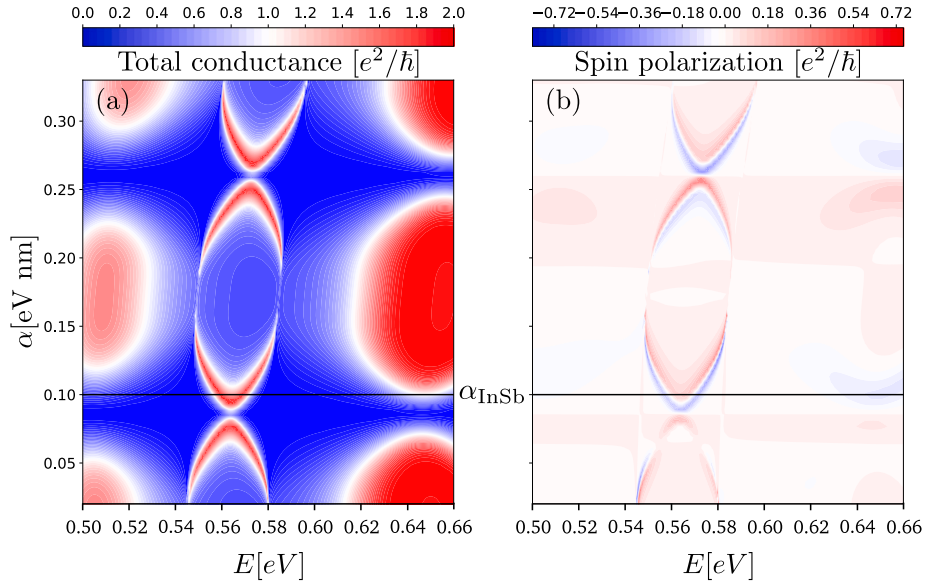 0.0 0.2 0.4 0.6 0.8 1.0 1.2 1.4 1.6 1.8 2.0
Total conductance [e²/ħ]
(a)
0.30
0.25
0.20
0.15
0.10
0.05
α[eV nm]
0.50 0.52 0.54 0.56 0.58 0.60 0.62 0.64 0.66
E[eV]
−0.72 −0.54 −0.36 −0.18 0.00 0.18 0.36 0.54 0.72
Spin polarization [e²/ħ]
(b)
α_InSb
0.50 0.52 0.54 0.56 0.58 0.60 0.62 0.64 0.66
E[eV]